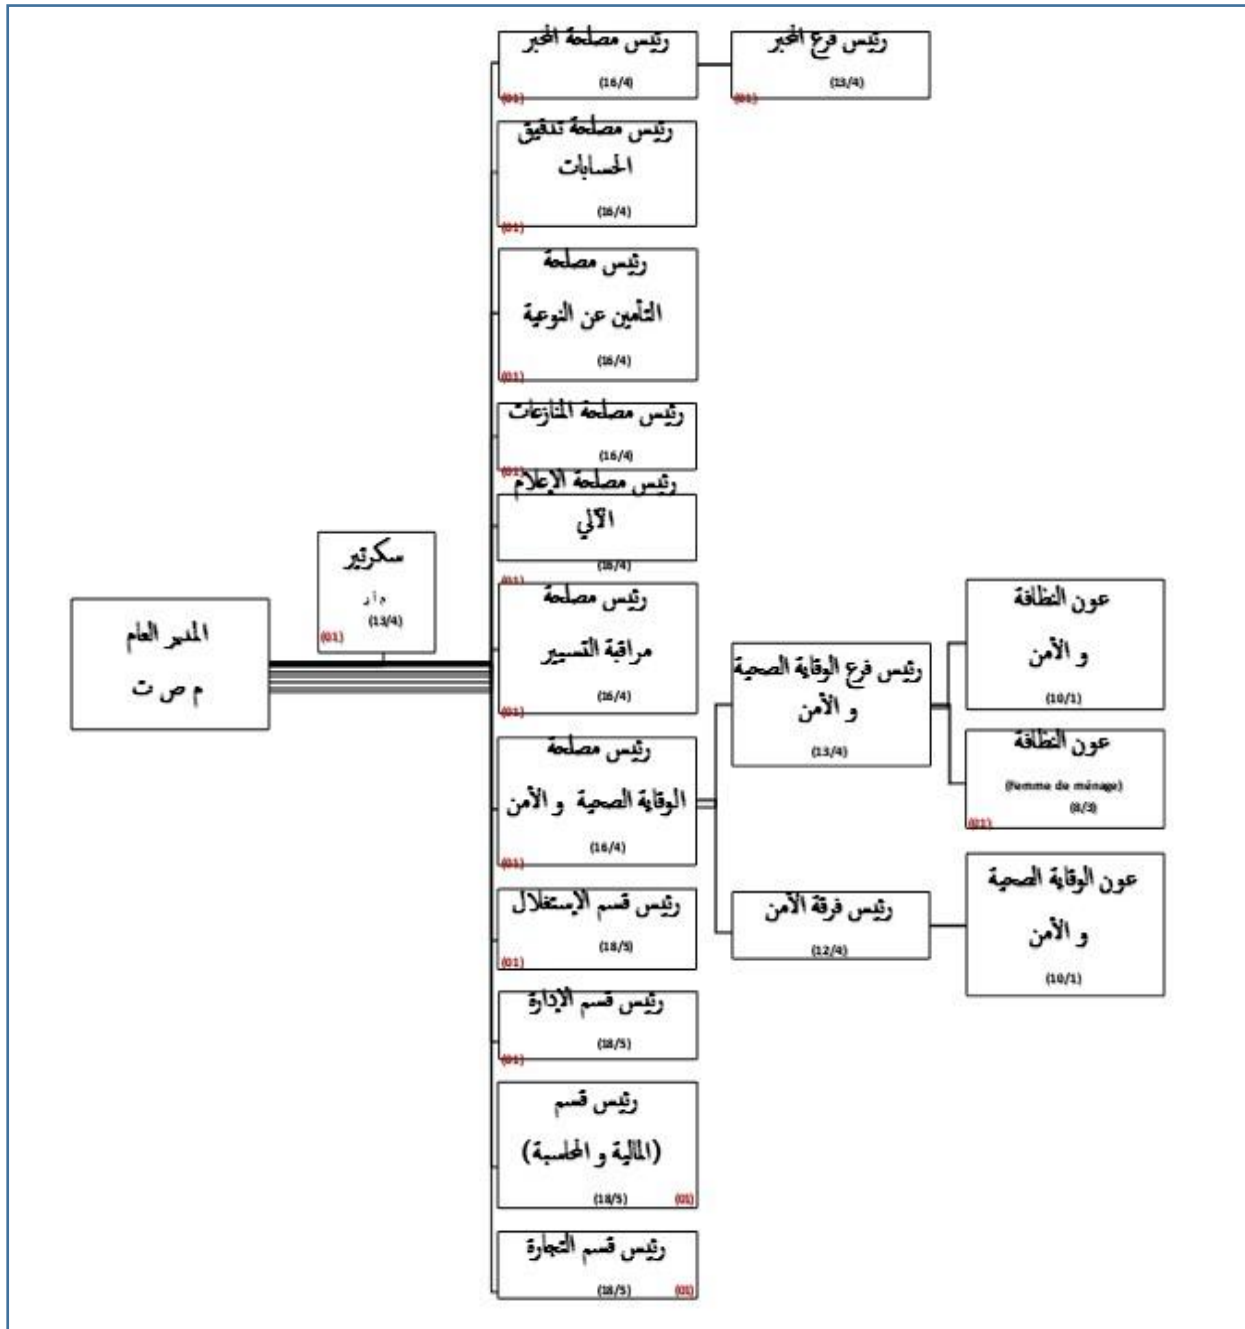 رئيس مصلحة المخبر
(16/4)
(01)
رئيس فرع المخبر
(13/4)
(01)
رئيس مصلحة تدقيق
الحسابات
(16/4)
(01)
رئيس مصلحة
التأمين عن النوعية
(16/4)
(01)
رئيس مصلحة المنازعات
(16/4)
(01)
رئيس مصلحة الإعلام
الآلي
(16/4)
(01)
سكرتير
(13/4)
(01)
المدير العام
م ص ت
رئيس مصلحة
مراقبة التسيير
(16/4)
(01)
رئيس مصلحة
الوقاية الصحية و الأمن
(16/4)
(01)
رئيس فرع الوقاية الصحية
و الأمن
(13/4)
عون النظافة
و الأمن
(10/1)
عون النظافة
(Femme de ménage)
(8/3)
(01)
رئيس فرقة الأمن
(12/4)
عون الوقاية الصحية
و الأمن
(10/1)
رئيس قسم الإستغلال
(18/5)
(01)
رئيس قسم الإدارة
(18/5)
(01)
رئيس قسم
(المالية و المحاسبة)
(18/5)
(01)
رئيس قسم التجارة
(18/5)
(01)